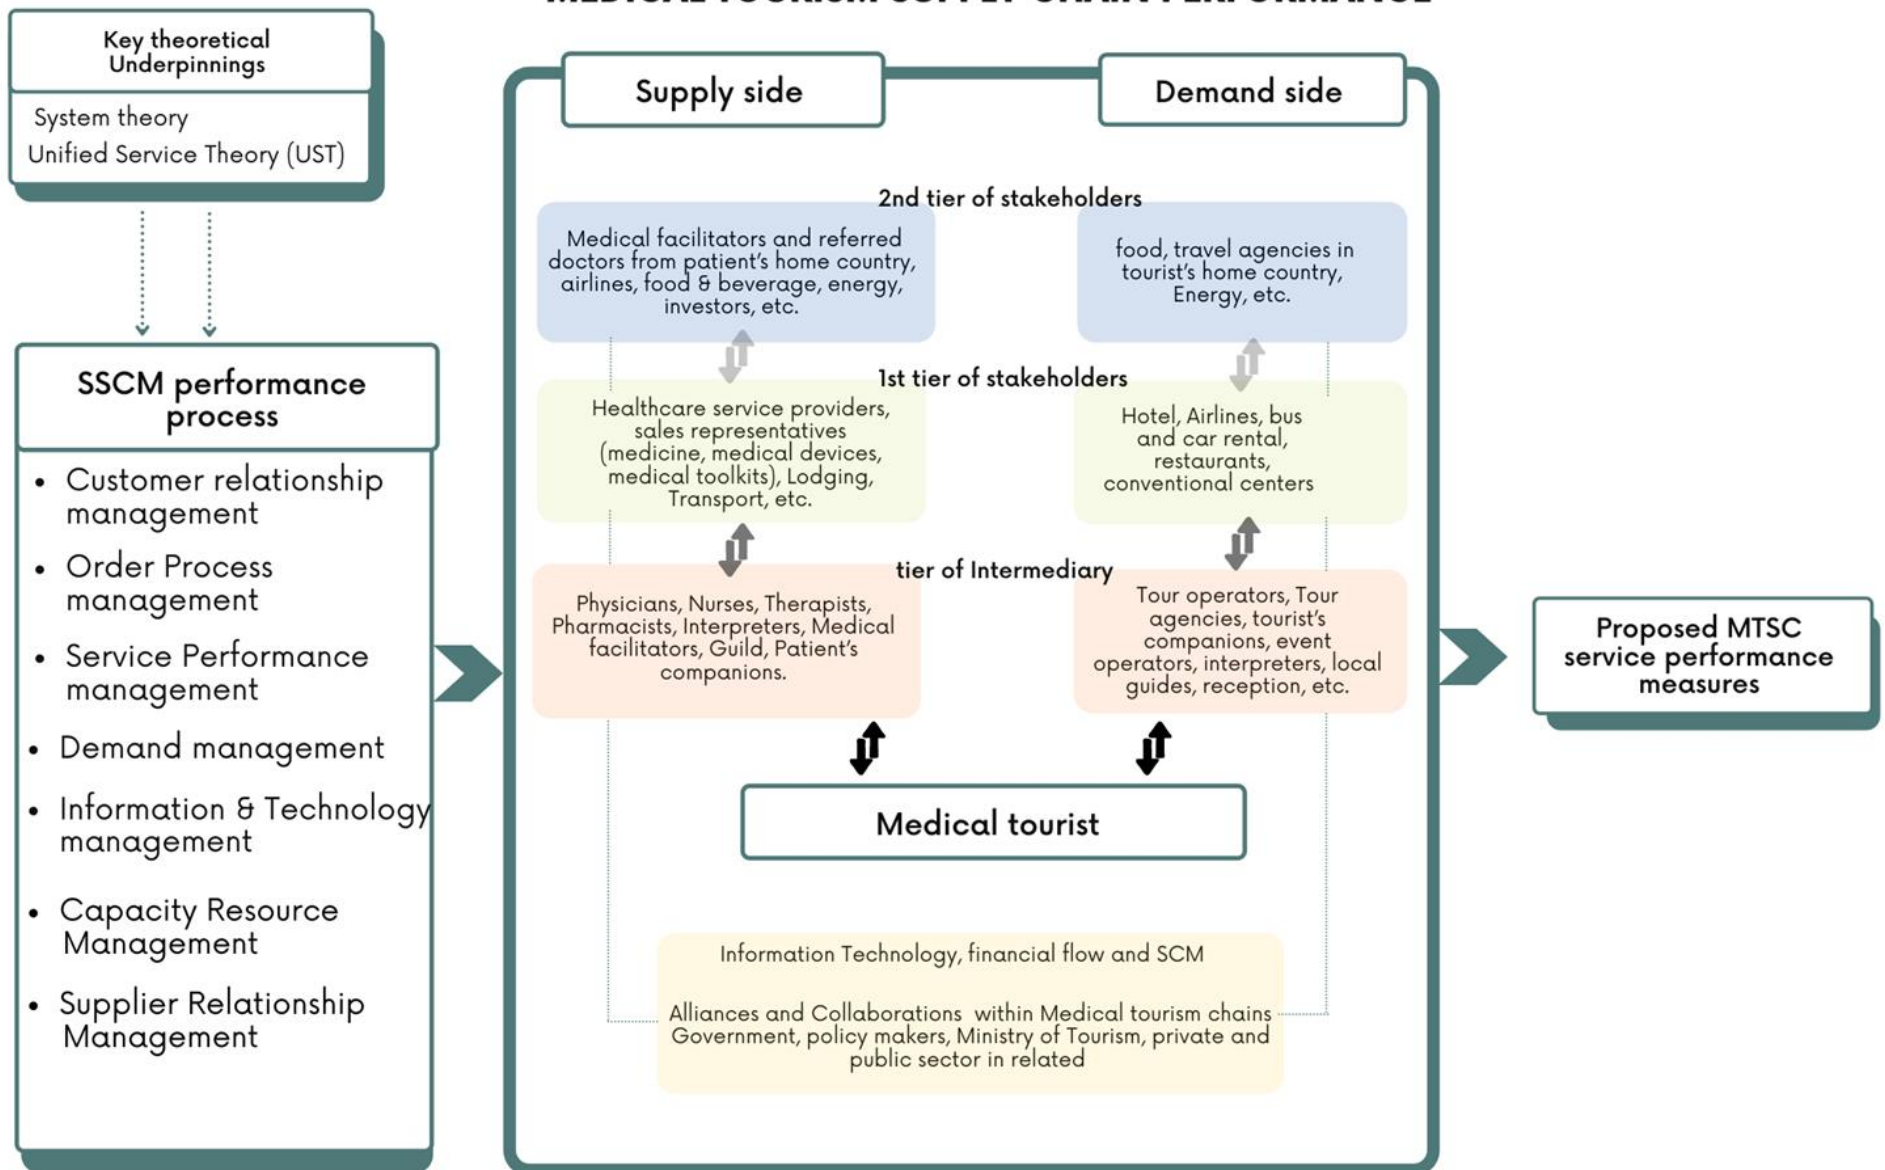 MEDICAL TOURISM SUPPLY CHAIN PERFORMANCE
Key theoretical
Underpinnings
System theory
Unified Service Theory (UST)
SSCM performance
process
• Customer relationship
management
• Order Process
management
• Service Performance
management
• Demand management
• Information & Technology
management
• Capacity Resource
Management
• Supplier Relationship
Management
Supply side
Demand side
2nd tier of stakeholders
Medical facilitators and referred
doctors from patient's home country,
airlines, food & beverage, energy,
investors, etc.
food, travel agencies in
tourist's home country,
Energy, etc.
1st tier of stakeholders
Healthcare service providers,
sales representatives
(medicine, medical devices,
medical toolkits), Lodging,
Transport, etc.
Hotel, Airlines, bus
and car rental,
restaurants,
conventional centers
tier of Intermediary
Physicians, Nurses, Therapists,
Pharmacists, Interpreters, Medical
facilitators, Guild, Patient's
companions.
Tour operators, Tour
agencies, tourist's
companions, event
operators, interpreters, local
guides, reception, etc.
Medical tourist
Information Technology, financial flow and SCM
Alliances and Collaborations within Medical tourism chains
Government, policy makers, Ministry of Tourism, private and
public sector in related
Proposed MTSC
service performance
measures